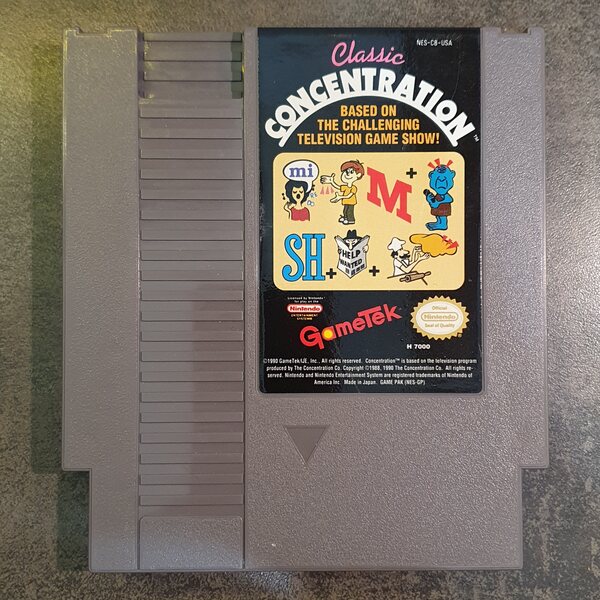 NES-C8-USA
Classic
CONCENTRATION™
BASED ON
THE CHALLENGING
TELEVISION GAME SHOW!
mi
M
+
SH
+
HELP
WANTED
+
Licensed by Nintendo®
for play on the
Nintendo
ENTERTAINMENT
SYSTEM®
GameTek
Official
Nintendo
Seal of Quality
H 7000
©1990 GameTek/IJE, Inc., All rights reserved. Concentration™ is based on the television program
produced by The Concentration Co. Copyright ©1988, 1990 The Concentration Co. All rights re-
served. Nintendo and Nintendo Entertainment System are registered trademarks of Nintendo of
America Inc. Made in Japan. GAME PAK (NES-GP)